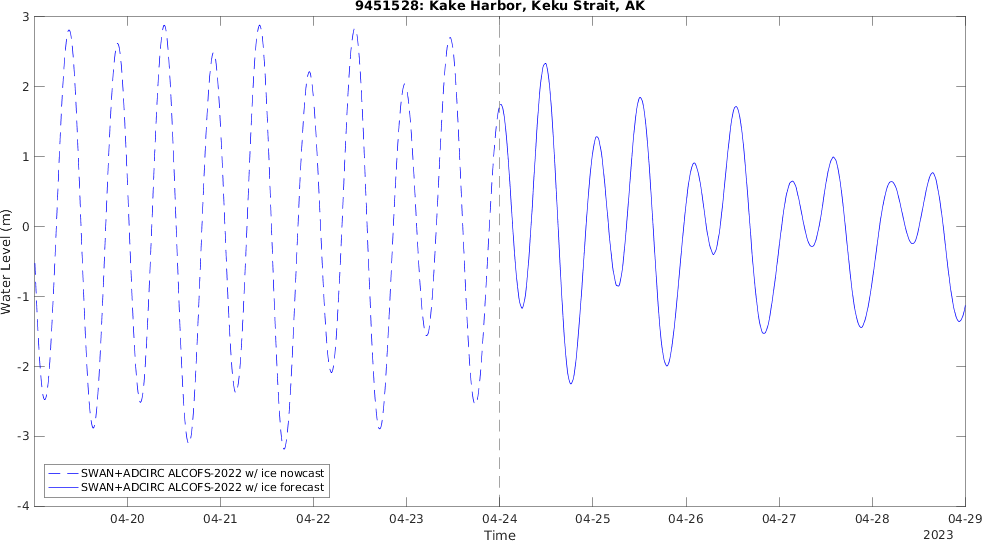 9451528: Kake Harbor, Keku Strait, AK
3
2
1
0
-1
-2
-3
-4
Water Level (m)
SWAN+ADCIRC ALCOFS-2022 w/ ice nowcast
SWAN+ADCIRC ALCOFS-2022 w/ ice forecast
04-20 04-21 04-22 04-23 04-24 04-25 04-26 04-27 04-28 04-29
Time
2023